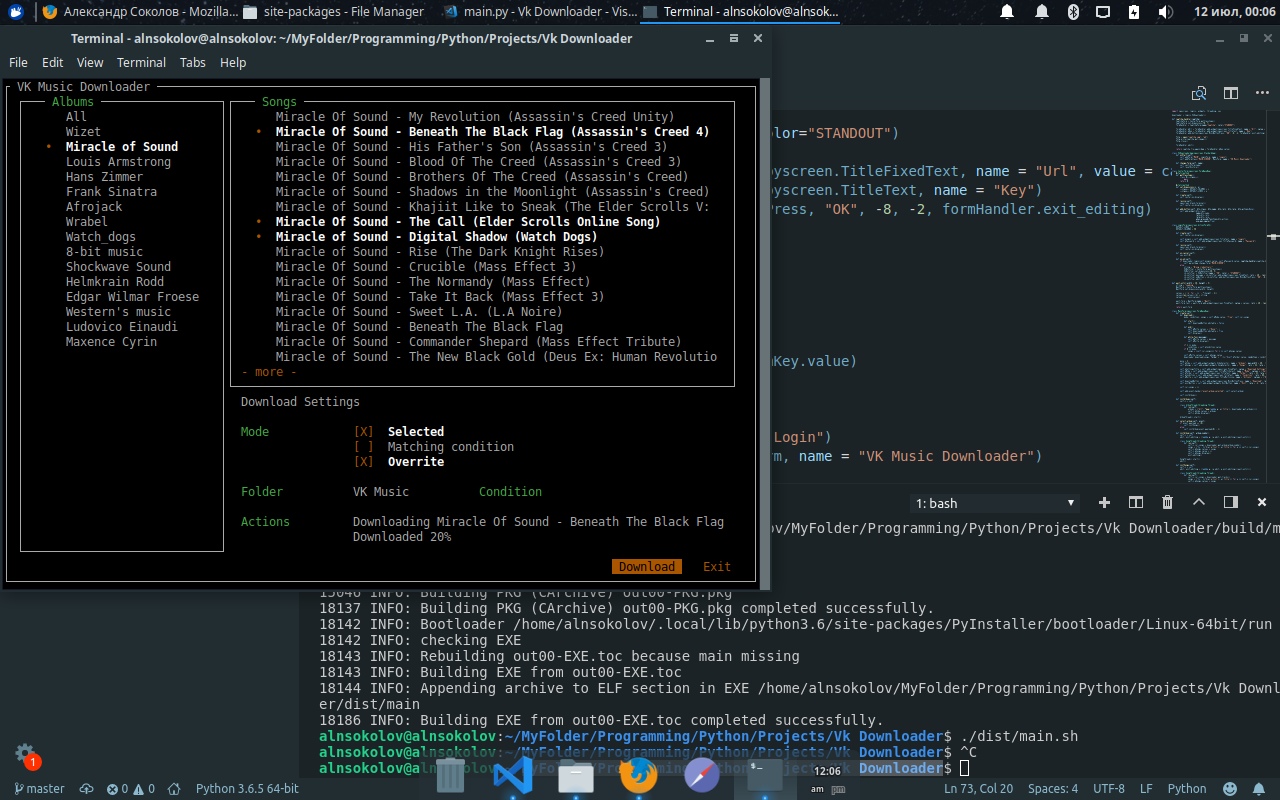 Александр Соколов - Mozilla...
site-packages - File Manager
main.py - Vk Downloader - Vis...
Terminal - alnsokolov@alnsok...
12 июл, 00:06
Terminal - alnsokolov@alnsokolov: ~/MyFolder/Programming/Python/Projects/Vk Downloader
File Edit View Terminal Tabs Help
VK Music Downloader
Albums
All
Wizet
Miracle of Sound
Louis Armstrong
Hans Zimmer
Frank Sinatra
Afrojack
Wrabel
Watch_dogs
8-bit music
Shockwave Sound
Helmkrain Rodd
Edgar Wilmar Froese
Western's music
Ludovico Einaudi
Maxence Cyrin
Songs
Miracle Of Sound - My Revolution (Assassin's Creed Unity)
Miracle Of Sound - Beneath The Black Flag (Assassin's Creed 4)
Miracle Of Sound - His Father's Son (Assassin's Creed 3)
Miracle Of Sound - Blood Of The Creed (Assassin's Creed 3)
Miracle Of Sound - Brothers Of The Creed (Assassin's Creed)
Miracle Of Sound - Shadows in the Moonlight (Assassin's Creed)
Miracle Of Sound - Khajiit Like to Sneak (The Elder Scrolls V:
Miracle of Sound - The Call (Elder Scrolls Online Song)
Miracle of Sound - Digital Shadow (Watch Dogs)
Miracle Of Sound - Rise (The Dark Knight Rises)
Miracle Of Sound - Crucible (Mass Effect 3)
Miracle Of Sound - The Normandy (Mass Effect)
Miracle Of Sound - Take It Back (Mass Effect 3)
Miracle Of Sound - Sweet L.A. (L.A Noire)
Miracle Of Sound - Beneath The Black Flag
Miracle Of Sound - Commander Shepard (Mass Effect Tribute)
Miracle Of Sound - The New Black Gold (Deus Ex: Human Revolutio
- more -
Download Settings
Mode [X] Selected
[ ] Matching condition
[X] Overrite
Folder VK Music Condition
Actions Downloading Miracle Of Sound - Beneath The Black Flag
Downloaded 20%
Download Exit
olor="STANDOUT")
pyscreen.TitleFixedText, name = "Url", value = ca
pyscreen.TitleText, name = "Key")
Press, "OK", -8, -2, formHandler.exit_editing)
mKey.value)
Login")
rm, name = "VK Music Downloader")
1: bash
ov/MyFolder/Programming/Python/Projects/Vk Downloader/build/m
15046 INFO: Building PKG (CArchive) out00-PKG.pkg
18137 INFO: Building PKG (CArchive) out00-PKG.pkg completed successfully.
18142 INFO: Bootloader /home/alnsokolov/.local/lib/python3.6/site-packages/PyInstaller/bootloader/Linux-64bit/run
18142 INFO: checking EXE
18143 INFO: Rebuilding out00-EXE.toc because main missing
18143 INFO: Building EXE from out00-EXE.toc
18144 INFO: Appending archive to ELF section in EXE /home/alnsokolov/MyFolder/Programming/Python/Projects/Vk Downl
er/dist/main
18186 INFO: Building EXE from out00-EXE.toc completed successfully.
alnsokolov@alnsokolov:~/MyFolder/Programming/Python/Projects/Vk Downloader$ ./dist/main.sh
alnsokolov@alnsokolov:~/MyFolder/Programming/Python/Projects/Vk Downloader$ ^C
alnsokolov@a Downloader$
12:06
am pm
1
master 0 0 Python 3.6.5 64-bit Ln 73, Col 20 Spaces: 4 UTF-8 LF Python